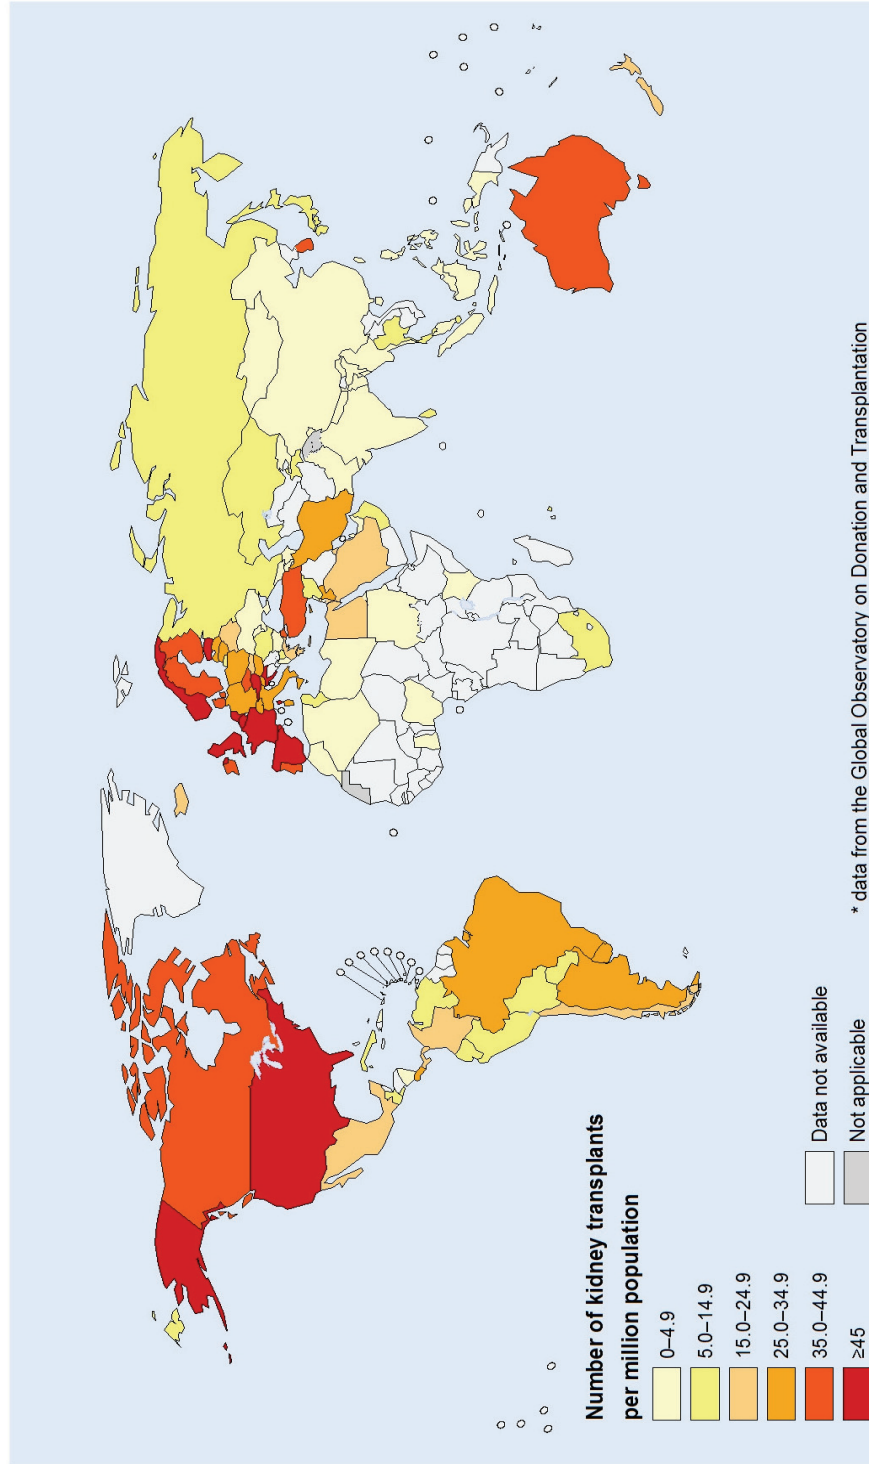 Number of kidney transplants
per million population
0–4.9
5.0–14.9
15.0–24.9
25.0–34.9
35.0–44.9
≥45
Data not available
Not applicable
* data from the Global Observatory on Donation and Transplantation